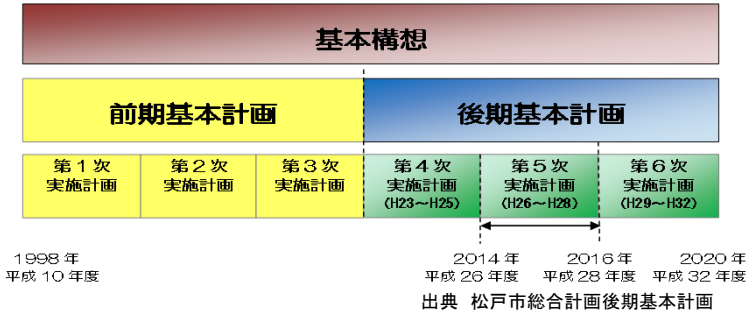 基本構想
前期基本計画 後期基本計画
第1次 第2次 第3次 第4次 第5次 第6次
実施計画 実施計画 実施計画 実施計画 実施計画 実施計画
(H23~H25) (H26~H28) (H29~H32)
1998年 2014年 2016年 2020年
平成10年度 平成26年度 平成28年度 平成32年度
出典 松戸市総合計画後期基本計画